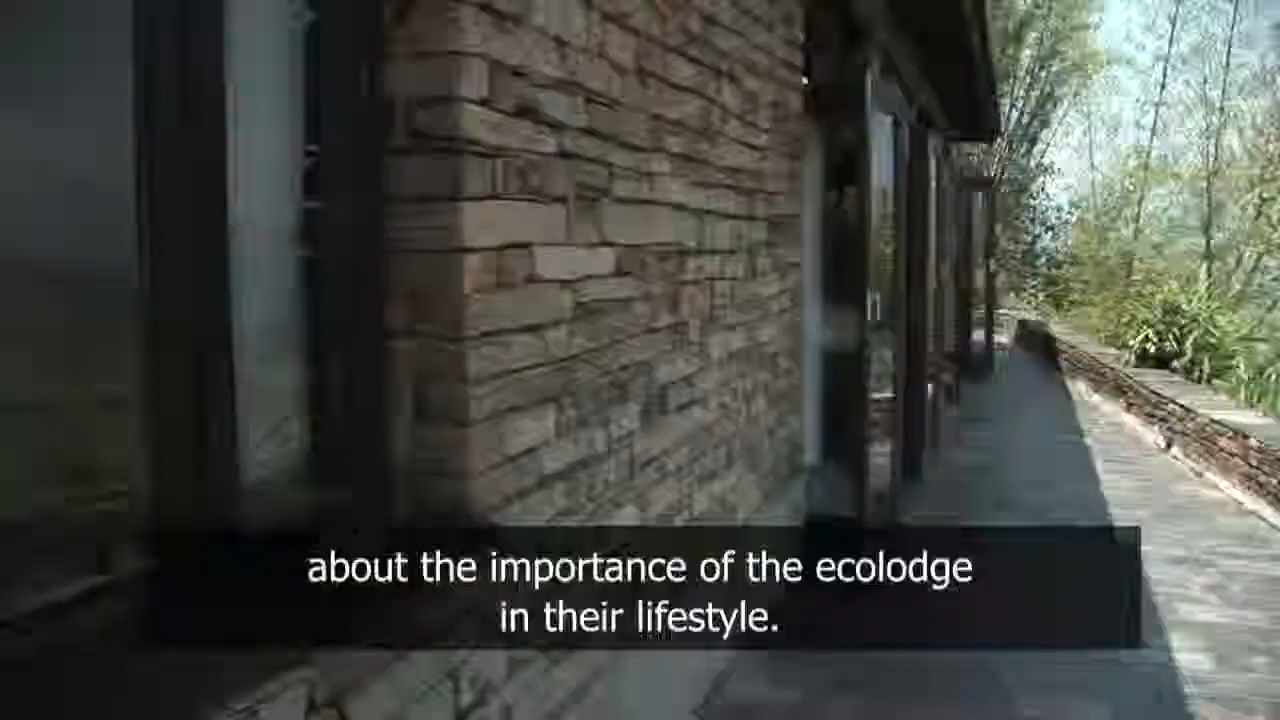 about the importance of the ecolodge
in their lifestyle.